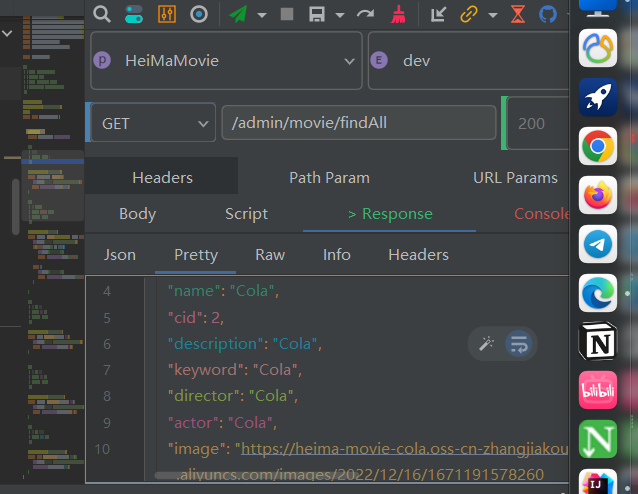 p HeiMaMovie
E dev
GET
/admin/movie/findAll
200
Headers
Path Param
URL Params
Body
Script
> Response
Console
Json
Pretty
Raw
Info
Headers
4 "name": "Cola",
5 "cid": 2,
6 "description": "Cola",
7 "keyword": "Cola",
8 "director": "Cola",
9 "actor": "Cola",
10 "image": "https://heima-movie-cola.oss-cn-zhangjiakou
.aliyuncs.com/images/2022/12/16/1671191578260
N
bilibili
N
IJ